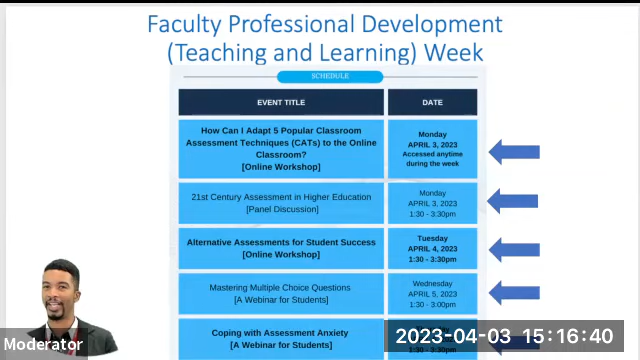 Faculty Professional Development
(Teaching and Learning) Week
SCHEDULE
EVENT TITLE
DATE
How Can I Adapt 5 Popular Classroom
Assessment Techniques (CATs) to the Online
Classroom?
[Online Workshop]
Monday
APRIL 3, 2023
Accessed anytime
during the week
21st Century Assessment in Higher Education
[Panel Discussion]
Monday
APRIL 3, 2023
1:30 - 3:30pm
Alternative Assessments for Student Success
[Online Workshop]
Tuesday
APRIL 4, 2023
1:30 - 3:30pm
Mastering Multiple Choice Questions
[A Webinar for Students]
Wednesday
APRIL 5, 2023
1:30 - 3:00pm
Coping with Assessment Anxiety
[A Webinar for Students]
Moderator
2023-04-03 15:16:40